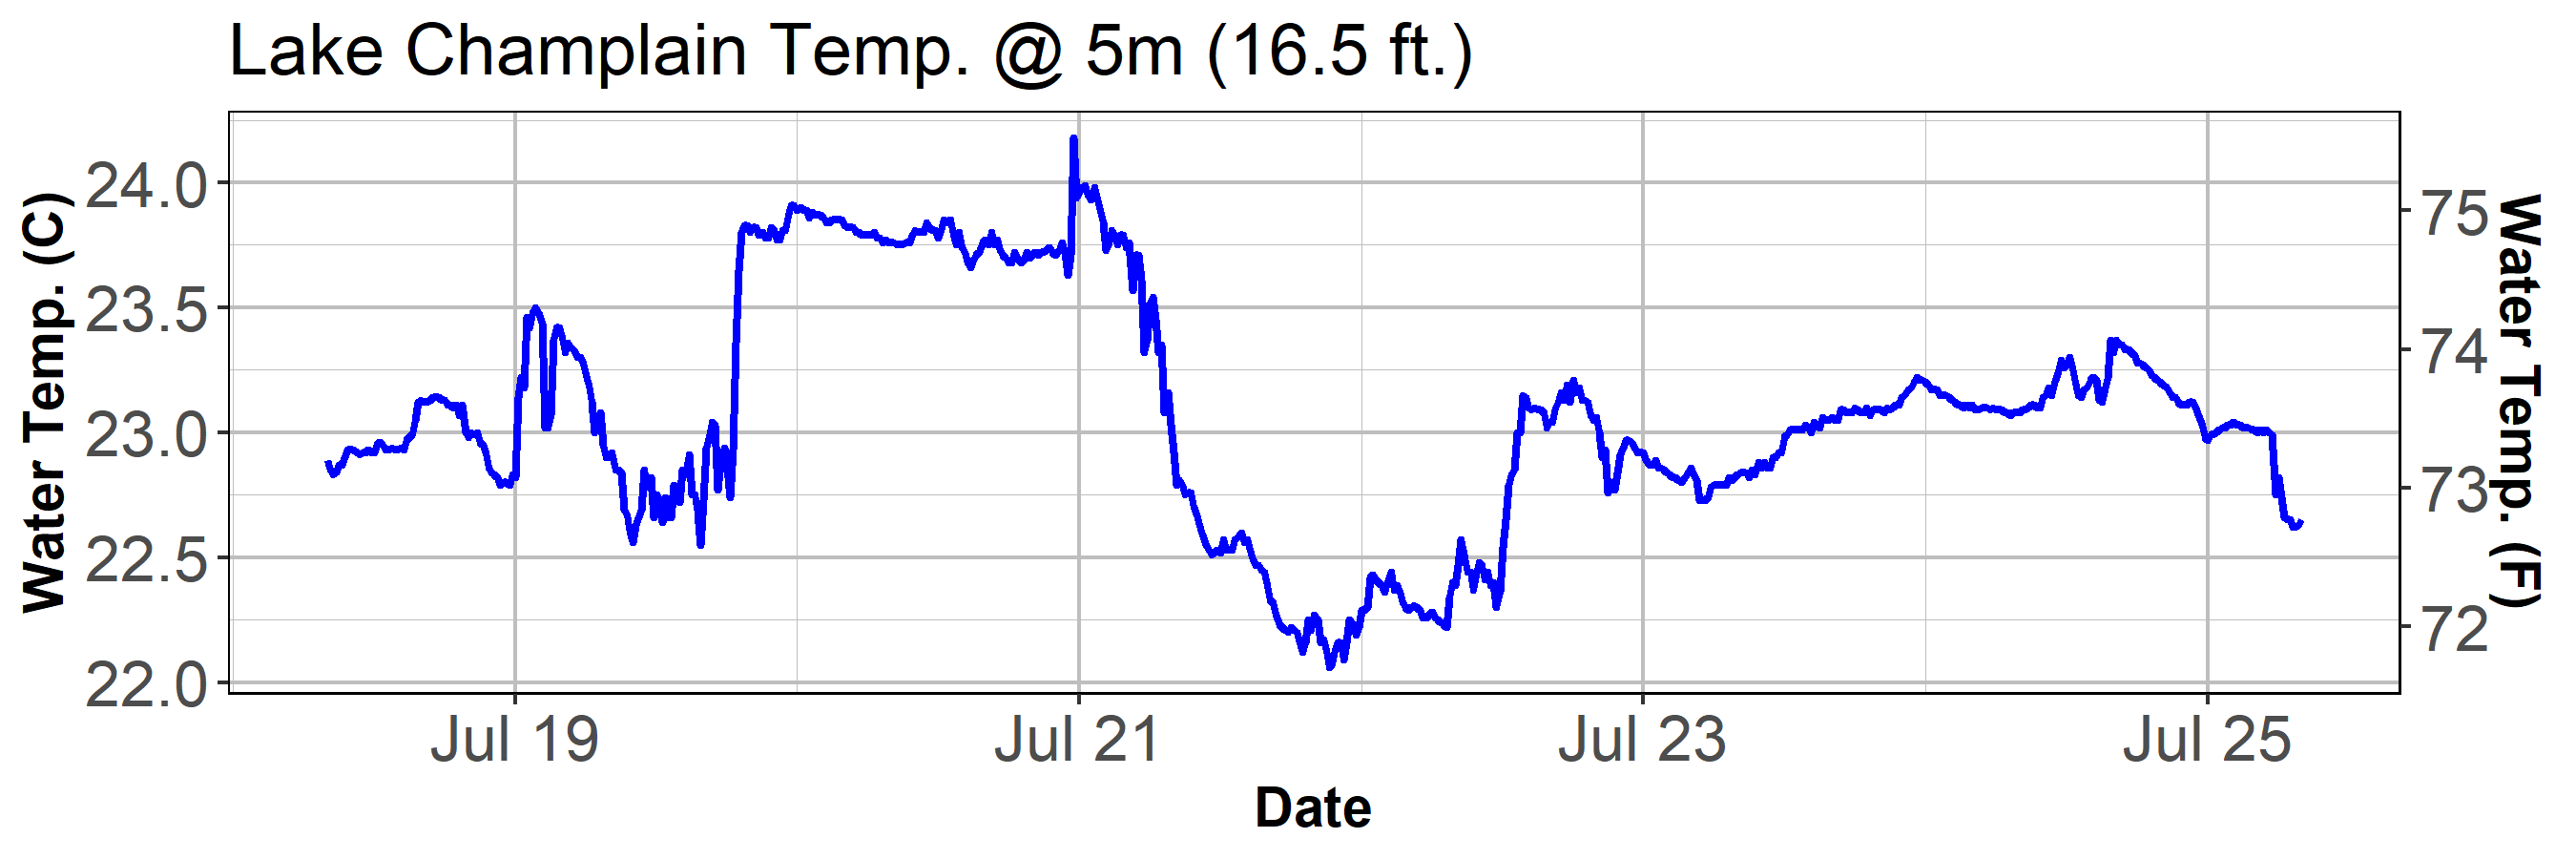 Lake Champlain Temp. @ 5m (16.5 ft.)
Water Temp. (C)
24.0
23.5
23.0
22.5
22.0
75
74
73
72
Water Temp. (F)
Jul 19 Jul 21 Jul 23 Jul 25
Date